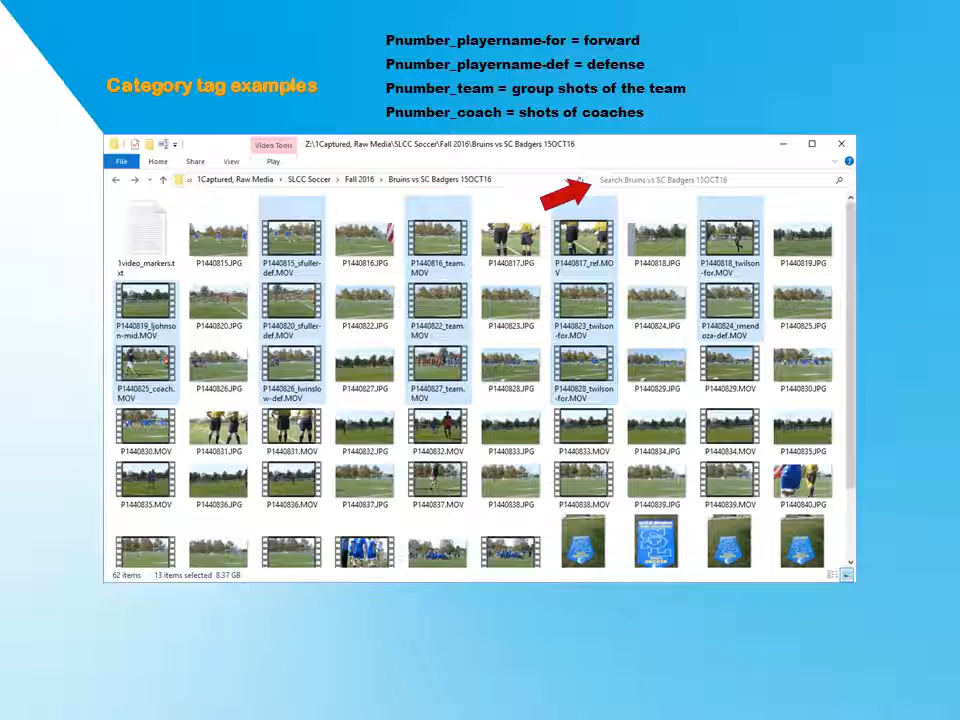 Pnumber_playername-for = forward
Pnumber_playername-def = defense
Category tag examples
Pnumber_team = group shots of the team
Pnumber_coach = shots of coaches
Video Tools Z:\1Captured, Raw Media\SLCC Soccer\Fall 2016\Bruins vs SC Badgers 15OCT16
File Home Share View Play
« 1Captured, Raw Media › SLCC Soccer › Fall 2016 › Bruins vs SC Badgers 15OCT16 Search Bruins vs SC Badgers 15OCT16
1video_markers.t P1440815.JPG P1440815_sfuller- P1440816.JPG P1440816_team. P1440817.JPG P1440817_ref.MO P1440818.JPG P1440818_twilson P1440819.JPG
xt def.MOV MOV V -for.MOV
P1440819_ljohnso P1440820.JPG P1440820_sfuller- P1440822.JPG P1440822_team. P1440823.JPG P1440823_twilson P1440824.JPG P1440824_rmend P1440825.JPG
n-mid.MOV def.MOV MOV -for.MOV oza-def.MOV
P1440825_coach. P1440826.JPG P1440826_lwinslo P1440827.JPG P1440827_team. P1440828.JPG P1440828_twilson P1440829.JPG P1440829.MOV P1440830.JPG
MOV w-def.MOV MOV -for.MOV
P1440830.MOV P1440831.JPG P1440831.MOV P1440832.JPG P1440832.MOV P1440833.JPG P1440833.MOV P1440834.JPG P1440834.MOV P1440835.JPG
P1440835.MOV P1440836.JPG P1440836.MOV P1440837.JPG P1440837.MOV P1440838.JPG P1440838.MOV P1440839.JPG P1440839.MOV P1440840.JPG
62 items 13 items selected 8.37 GB